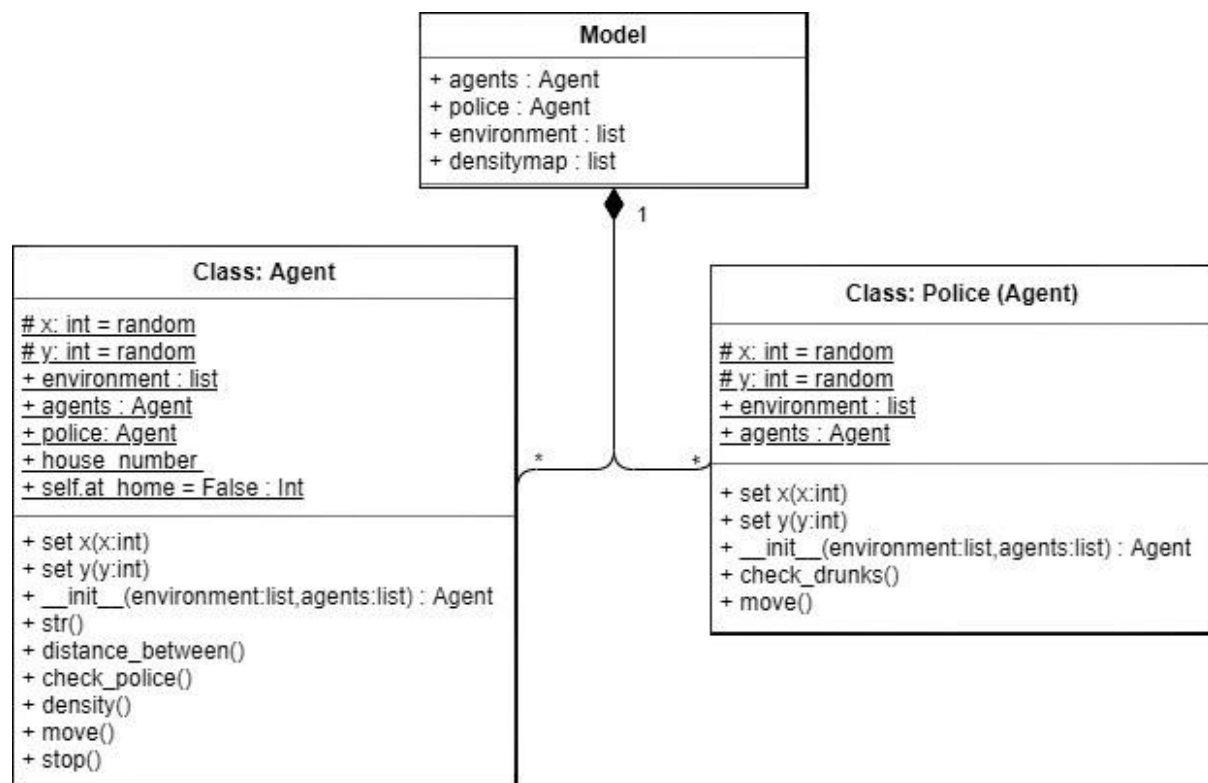 Model
+ agents : Agent
+ police : Agent
+ environment : list
+ densitymap : list
1
Class: Agent
# x: int = random
# y: int = random
+ environment : list
+ agents : Agent
+ police: Agent
+ house_number
+ self.at_home = False : Int
+ set x(x:int)
+ set y(y:int)
+ __init__(environment:list,agents:list) : Agent
+ str()
+ distance_between()
+ check_police()
+ density()
+ move()
+ stop()
*
*
Class: Police (Agent)
# x: int = random
# y: int = random
+ environment : list
+ agents : Agent
+ set x(x:int)
+ set y(y:int)
+ __init__(environment:list,agents:list) : Agent
+ check_drunks()
+ move()